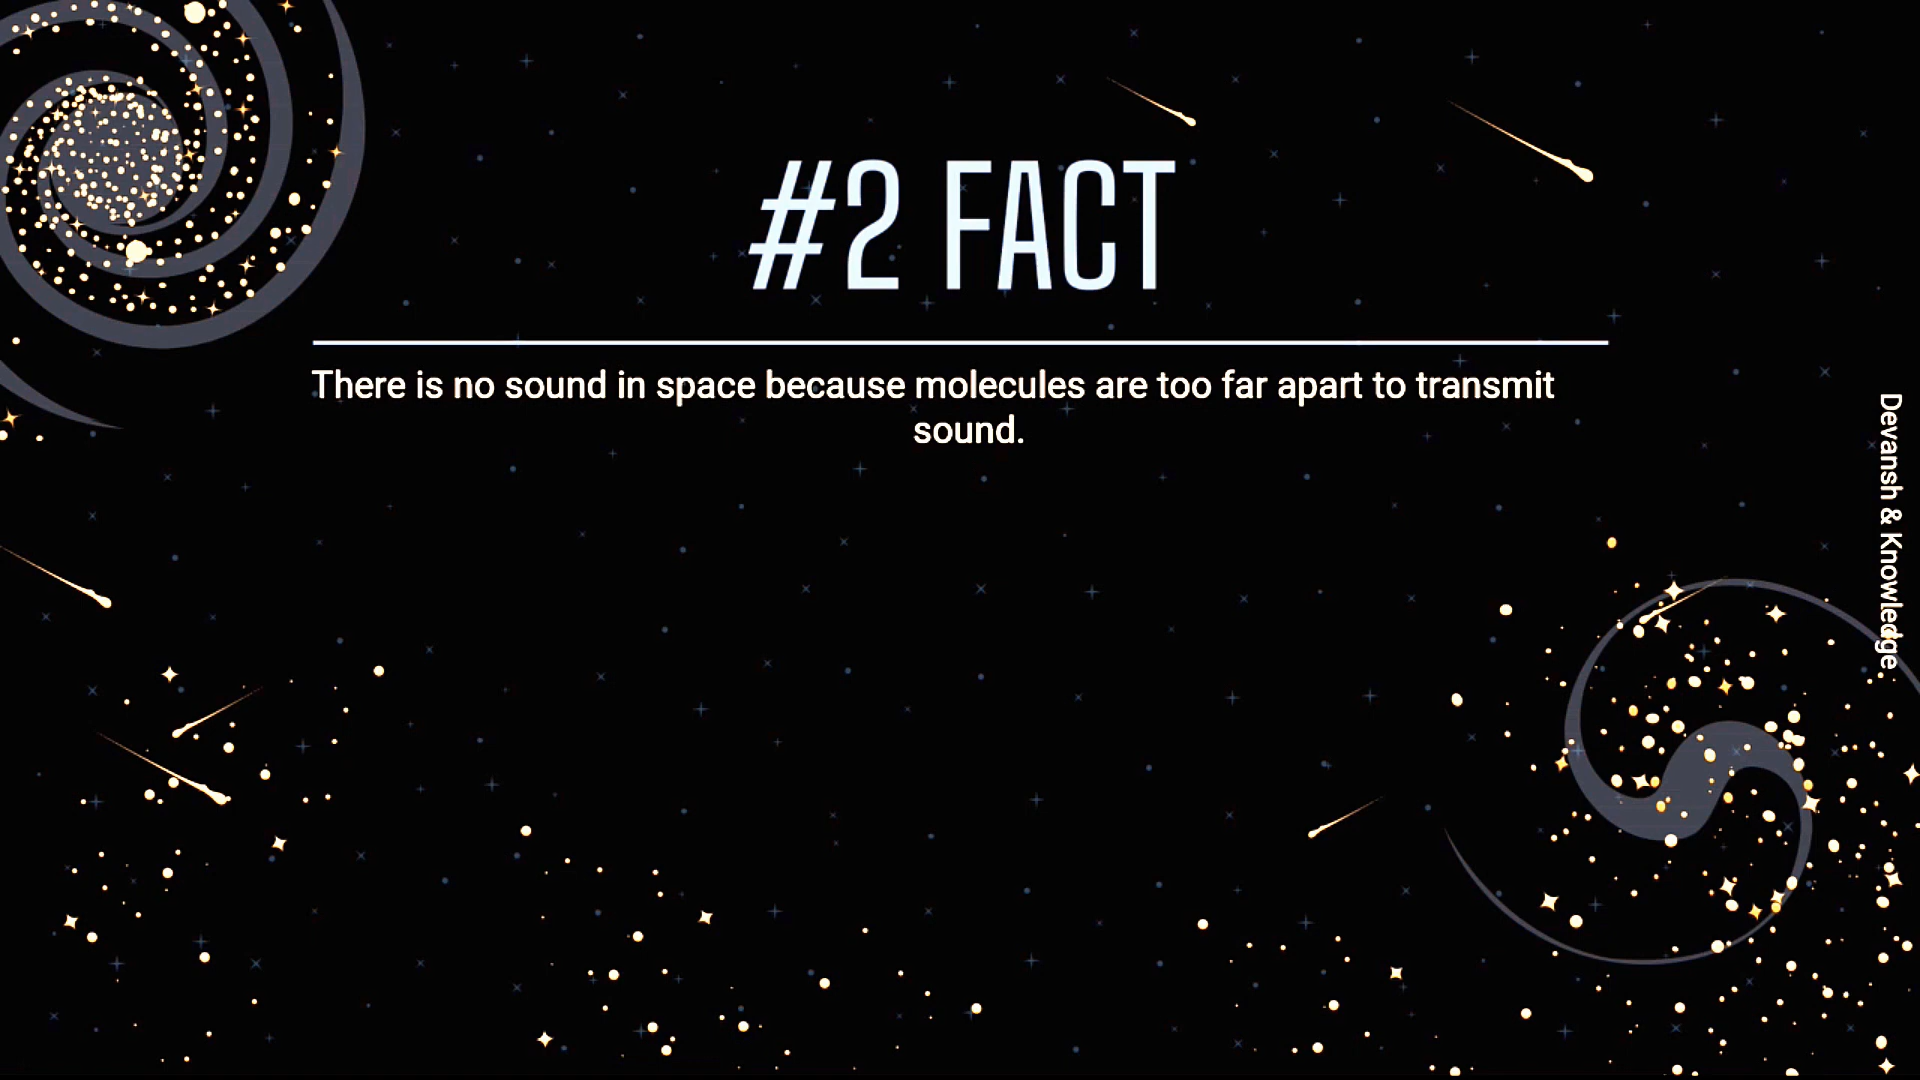 #2 FACT
There is no sound in space because molecules are too far apart to transmit
sound.
Devansh & Knowledge